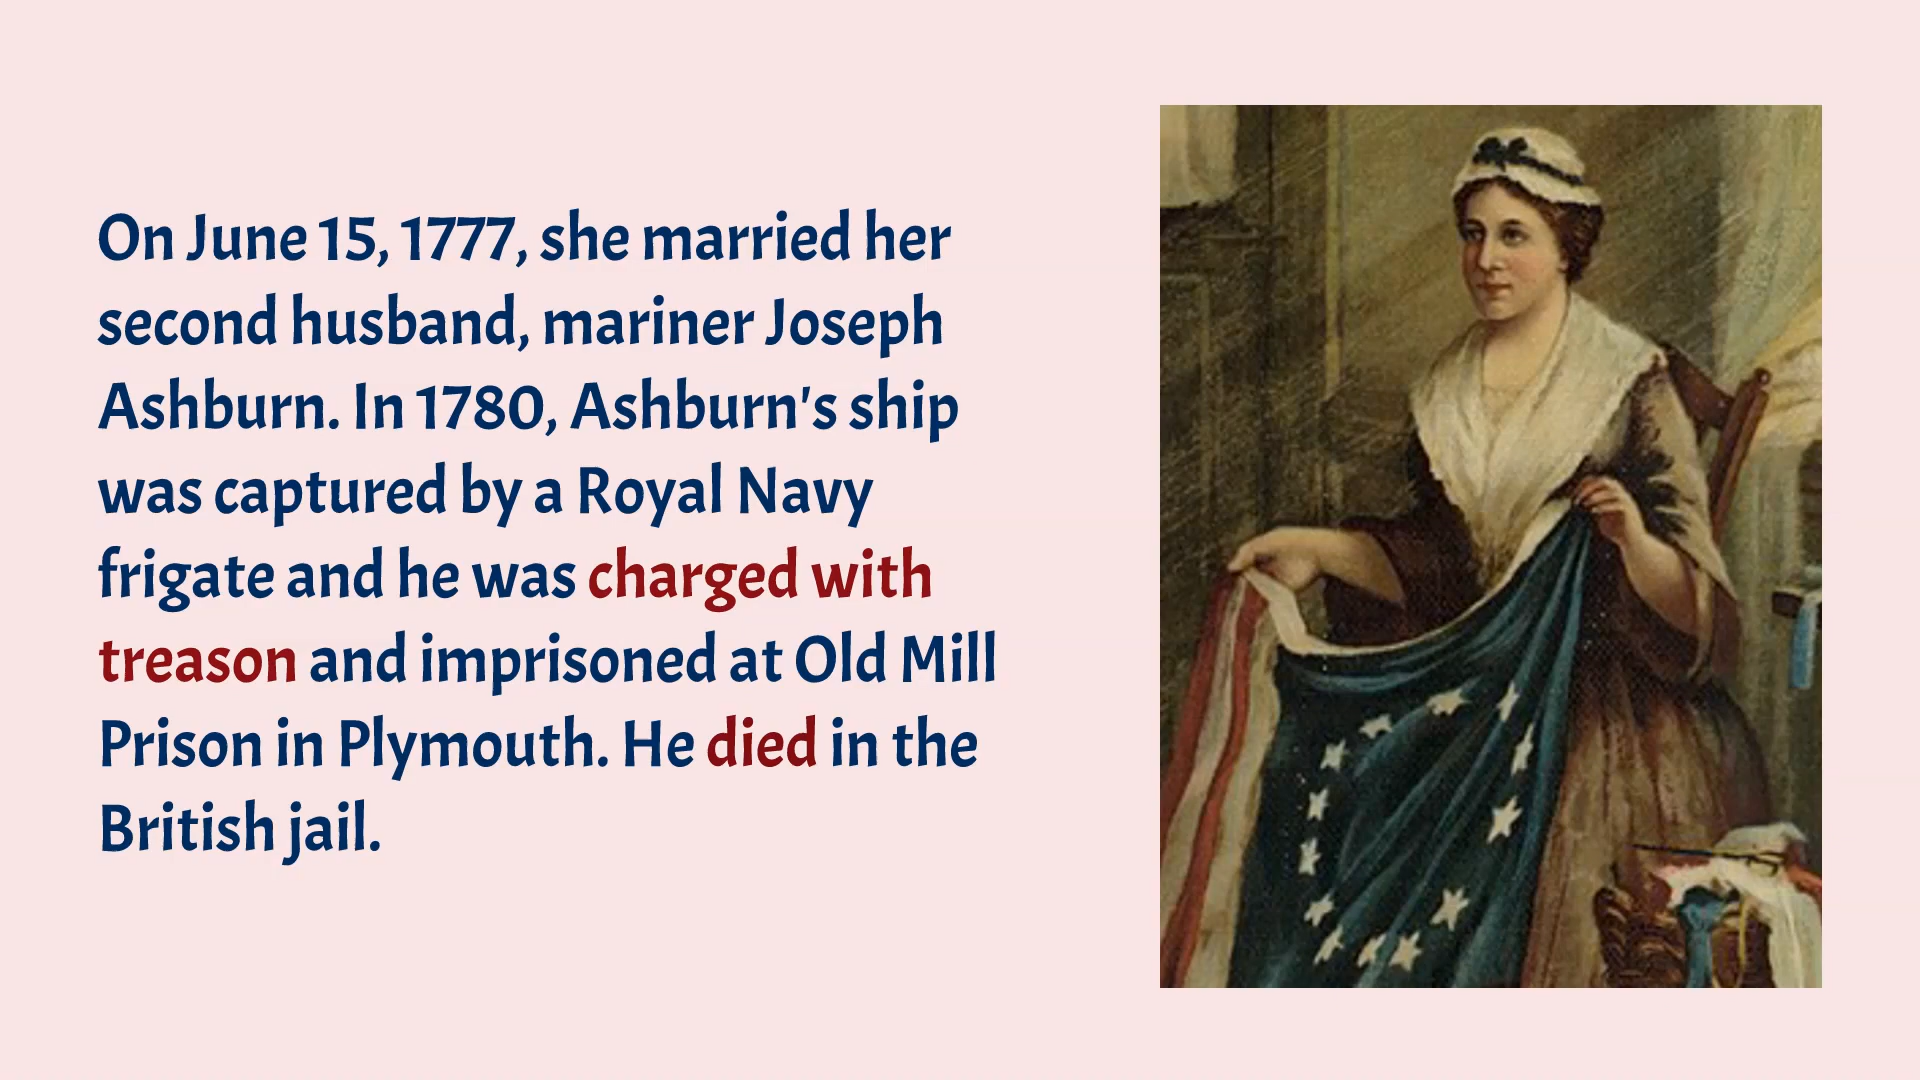 On June 15, 1777, she married her
second husband, mariner Joseph
Ashburn. In 1780, Ashburn's ship
was captured by a Royal Navy
frigate and he was charged with
treason and imprisoned at Old Mill
Prison in Plymouth. He died in the
British jail.